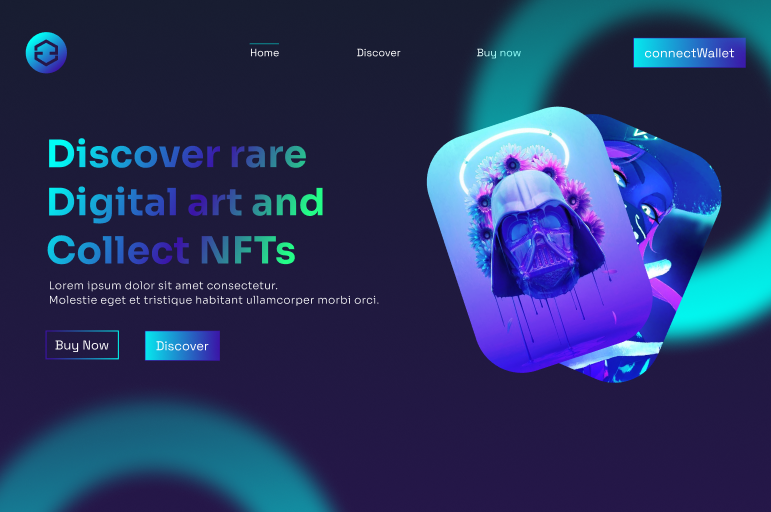 Home
Discover
Buy now
connectWallet
Discover rare
Digital art and
Collect NFTs
Lorem ipsum dolor sit amet consectetur.
Molestie eget et tristique habitant ullamcorper morbi orci.
Buy Now
Discover